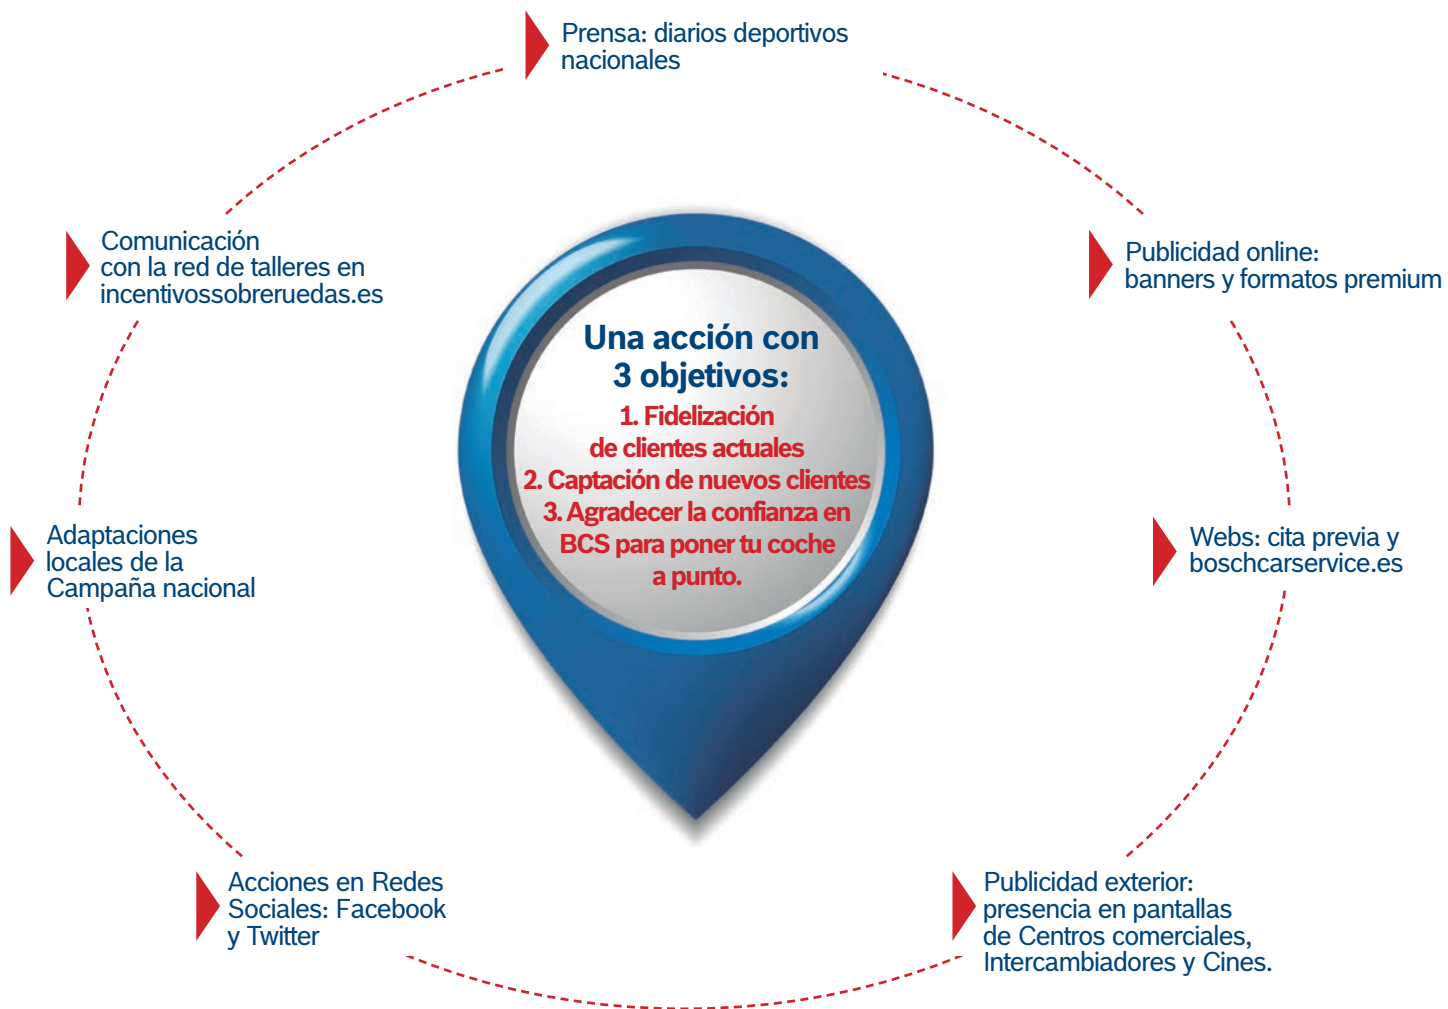 Prensa: diarios deportivos
nacionales
Comunicación
con la red de talleres en
incentivossobreruedas.es
Publicidad online:
banners y formatos premium
Una acción con
3 objetivos:
1. Fidelización
de clientes actuales
2. Captación de nuevos clientes
3. Agradecer la confianza en
BCS para poner tu coche
a punto.
Adaptaciones
locales de la
Campaña nacional
Webs: cita previa y
boschcarservice.es
Acciones en Redes
Sociales: Facebook
y Twitter
Publicidad exterior:
presencia en pantallas
de Centros comerciales,
Intercambiadores y Cines.